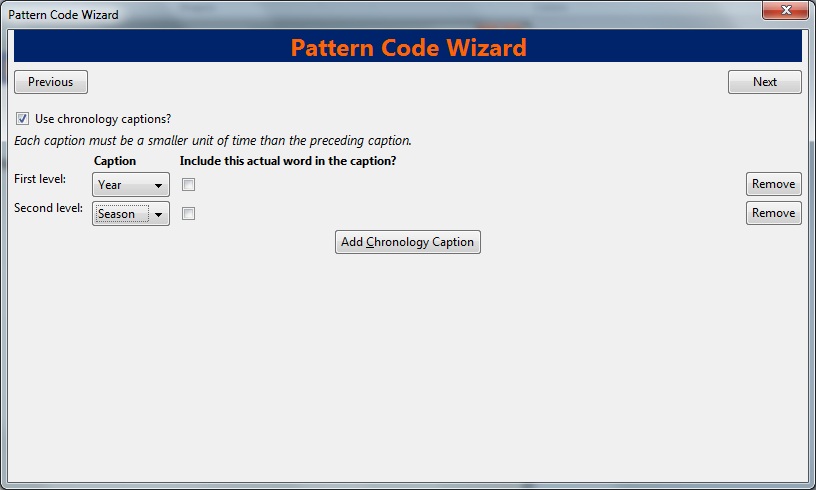 Pattern Code Wizard
Pattern Code Wizard
Previous Next
Use chronology captions?
Each caption must be a smaller unit of time than the preceding caption.
Caption Include this actual word in the caption?
First level: Year Remove
Second level: Season Remove
Add Chronology Caption